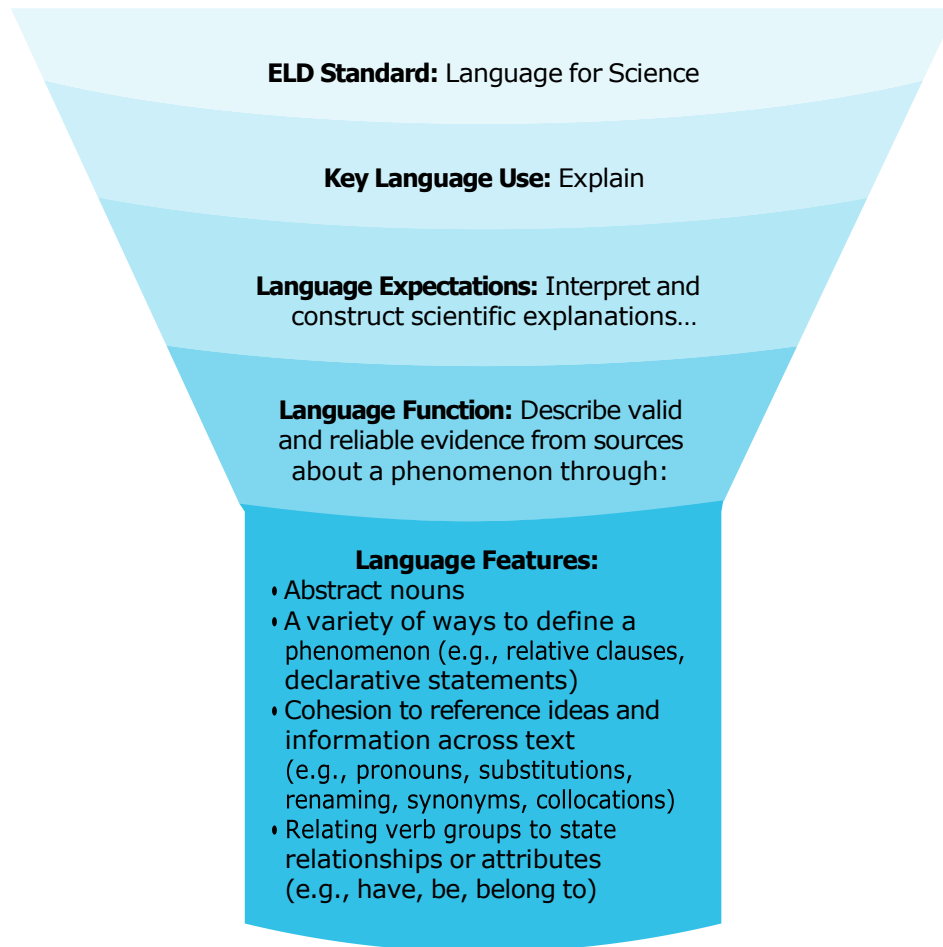 ELD Standard: Language for Science
Key Language Use: Explain
Language Expectations: Interpret and
construct scientific explanations...
Language Function: Describe valid
and reliable evidence from sources
about a phenomenon through:
Language Features:
• Abstract nouns
• A variety of ways to define a
phenomenon (e.g., relative clauses,
declarative statements)
• Cohesion to reference ideas and
information across text
(e.g., pronouns, substitutions,
renaming, synonyms, collocations)
• Relating verb groups to state
relationships or attributes
(e.g., have, be, belong to)